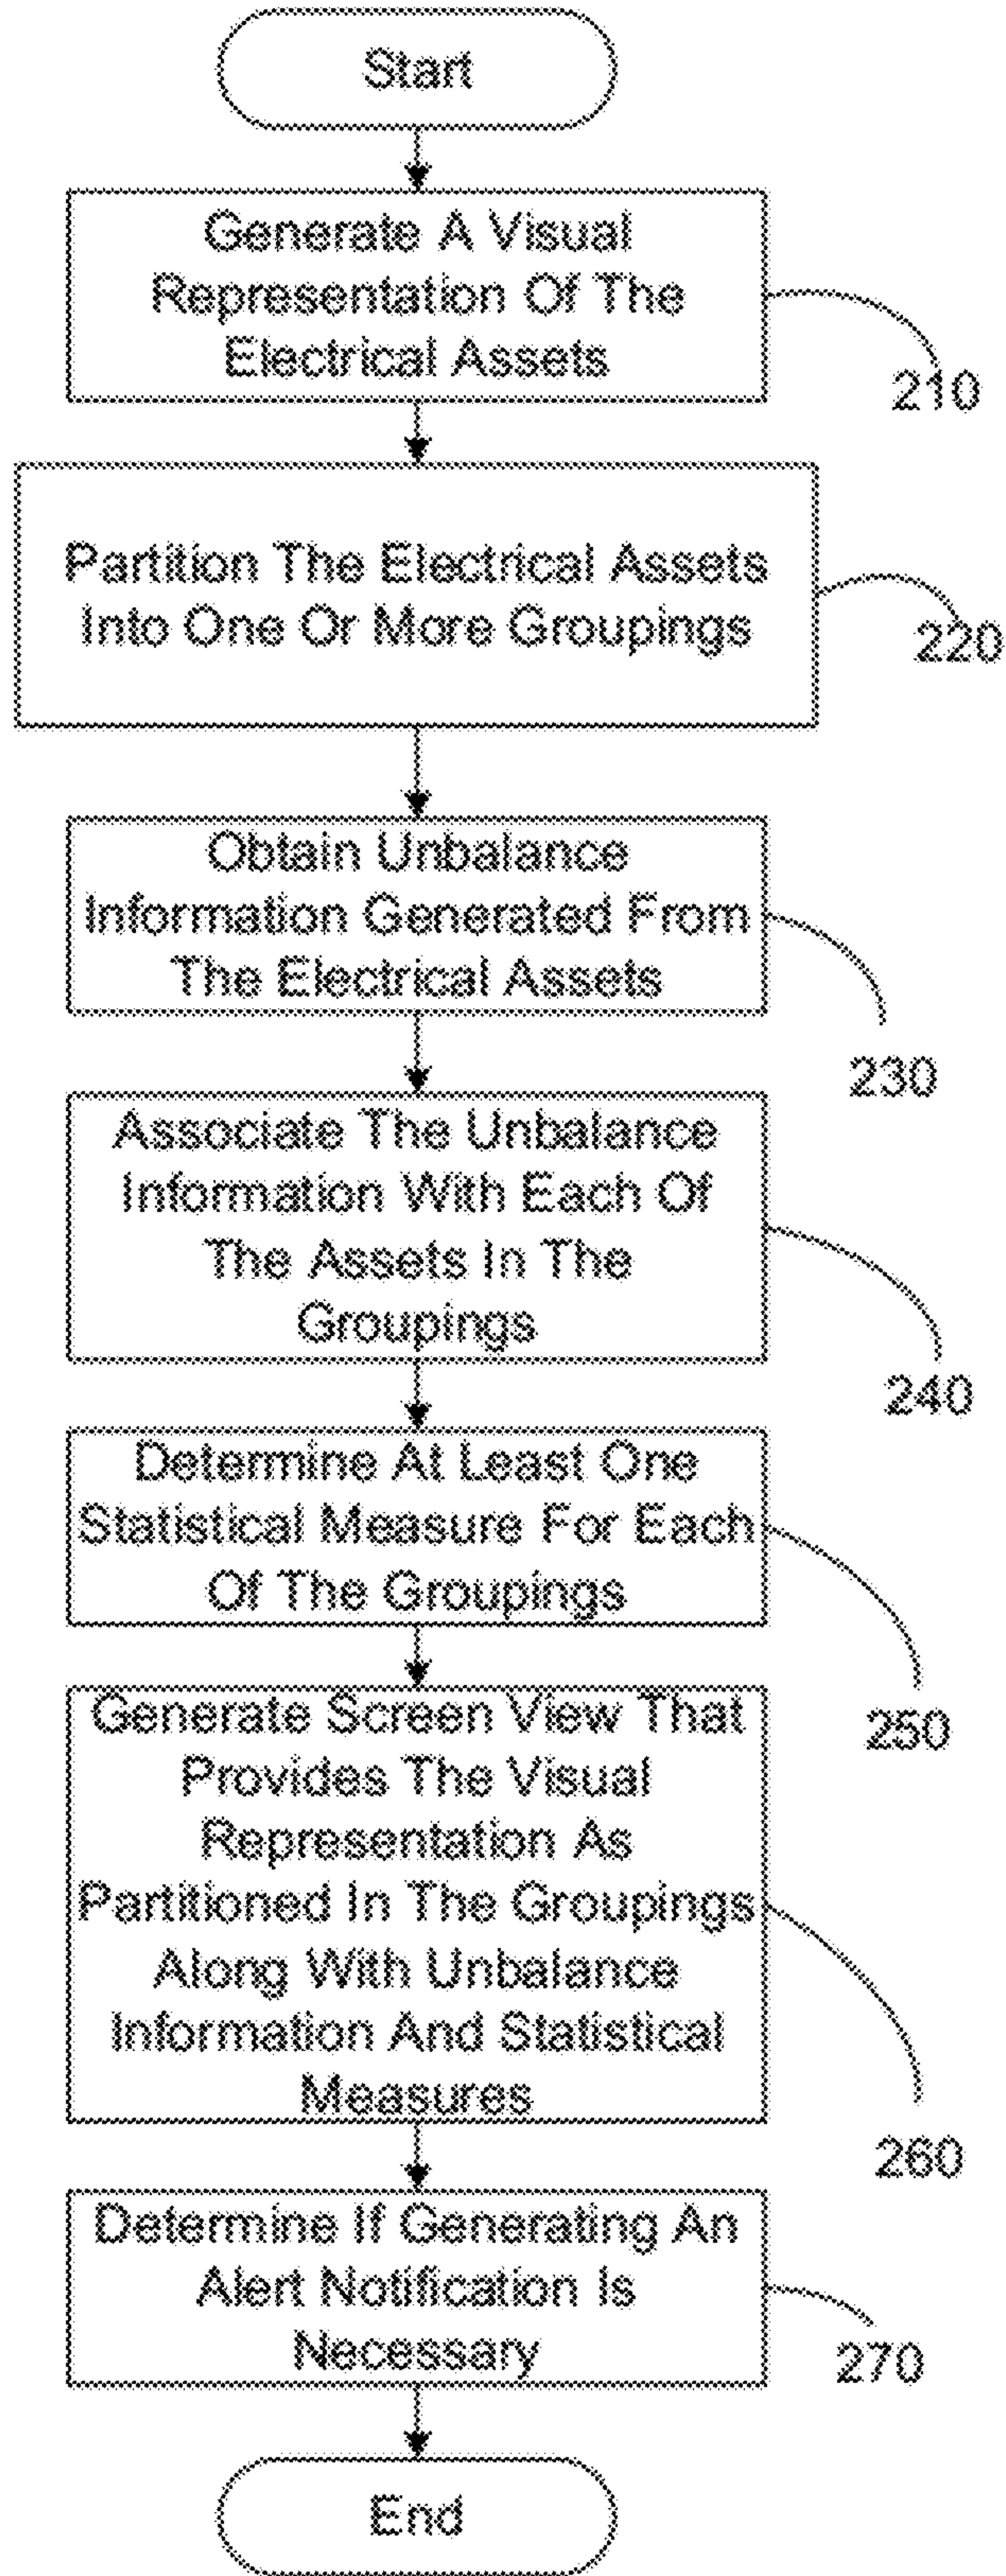 Start
Generate A Visual
Representation Of The
Electrical Assets
210
Partition The Electrical Assets
Into One Or More Groupings
220
Obtain Unbalance
Information Generated From
The Electrical Assets
230
Associate The Unbalance
Information With Each Of
The Assets In The
Groupings
240
Determine At Least One
Statistical Measure For Each
Of The Groupings
250
Generate Screen View That
Provides The Visual
Representation As
Partitioned In The Groupings
Along With Unbalance
Information And Statistical
Measures
260
Determine If Generating An
Alert Notification Is
Necessary
270
End